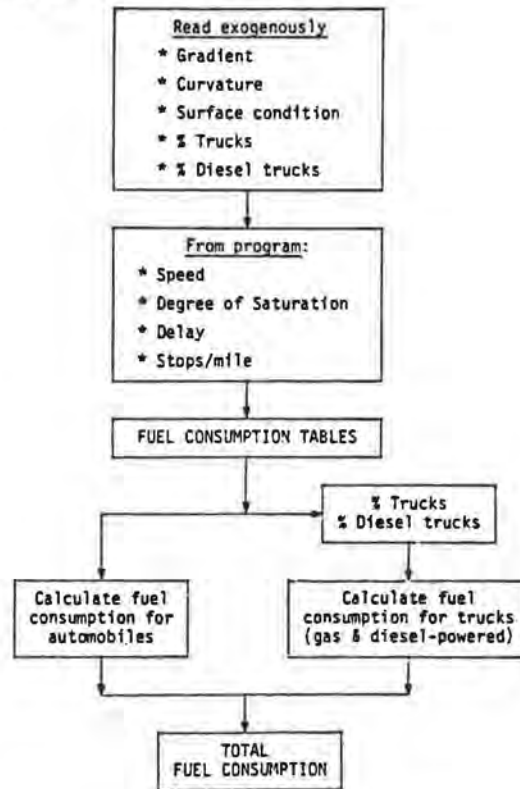 Read exogenously
* Gradient
* Curvature
* Surface condition
* % Trucks
* % Diesel trucks
From program:
* Speed
* Degree of Saturation
* Delay
* Stops/mile
FUEL CONSUMPTION TABLES
% Trucks
% Diesel trucks
Calculate fuel
consumption for
automobiles
Calculate fuel
consumption for trucks
(gas & diesel-powered)
TOTAL
FUEL CONSUMPTION